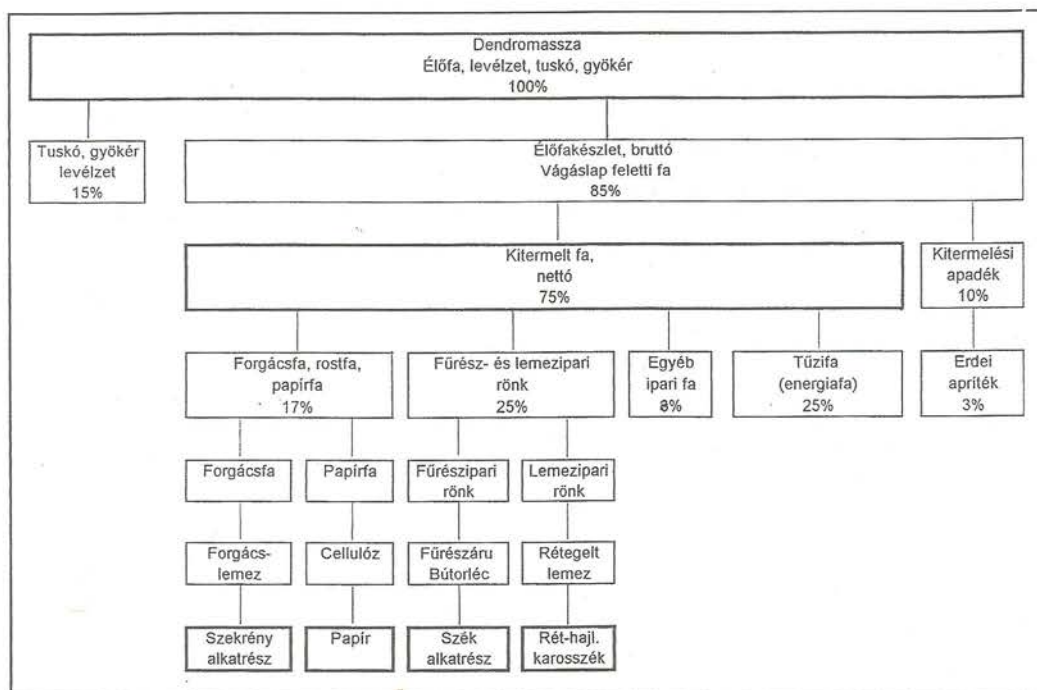 Dendromassza
Élőfa, levélzet, tuskó, gyökér
100%
Tuskó, gyökér
levélzet
15%
Élőfakészlet, bruttó
Vágáslap feletti fa
85%
Kitermelt fa,
nettó
75%
Kitermelési
apadék
10%
Forgácsfa, rostfa,
papírfa
17%
Fűrész- és lemezipari
rönk
25%
Egyéb
ipari fa
8%
Tűzifa
(energiafa)
25%
Erdei
apríték
3%
Forgácsfa
Papírfa
Fűrészipari
rönk
Lemezipari
rönk
Forgács-
lemez
Cellulóz
Fűrészáru
Bútorléc
Rétegelt
lemez
Szekrény
alkatrész
Papír
Szék
alkatrész
Rét-hajl.
karosszék